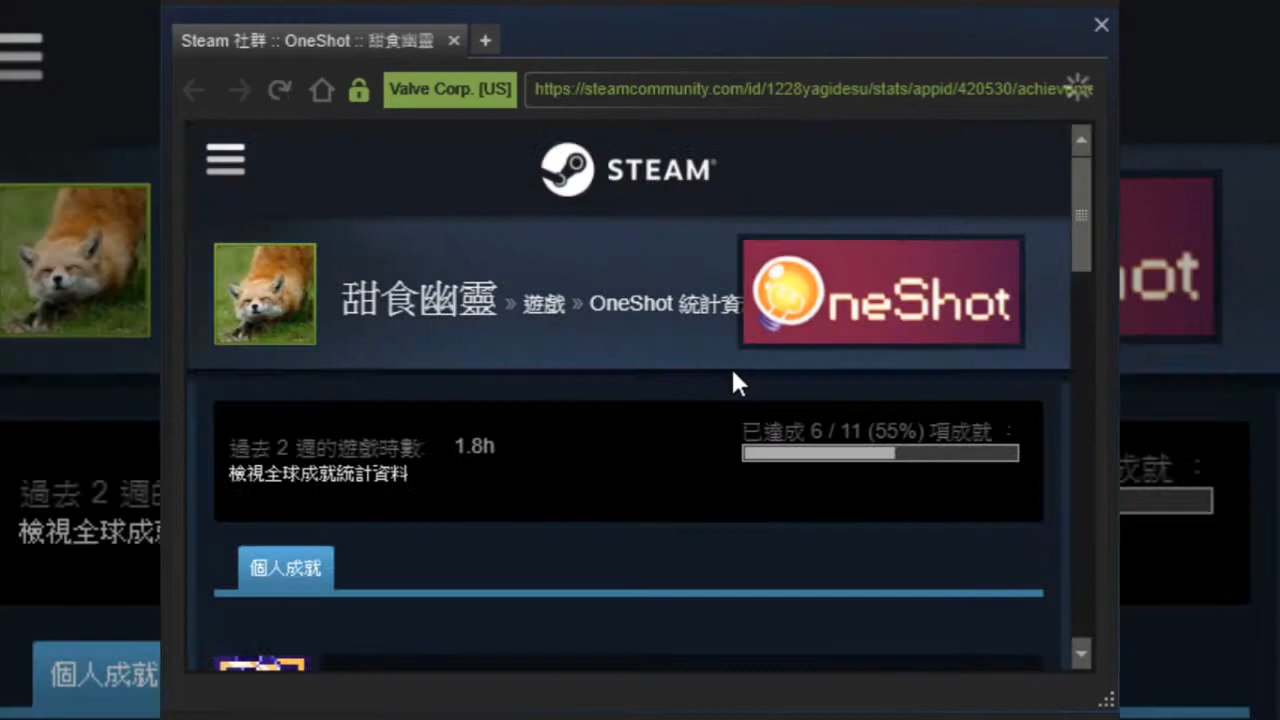 Steam 社群 :: OneShot :: 甜食幽靈
Valve Corp. [US]
https://steamcommunity.com/id/1228yagidesu/stats/appid/420530/achieveme
STEAM
甜食幽靈 » 遊戲 » OneShot 統計資
OneShot
過去 2 週的遊戲時數: 1.8h
已達成 6 / 11 (55%) 項成就 :
檢視全球成就統計資料
個人成就
hot
過去 2 週的
成就 :
檢視全球成就
個人成就